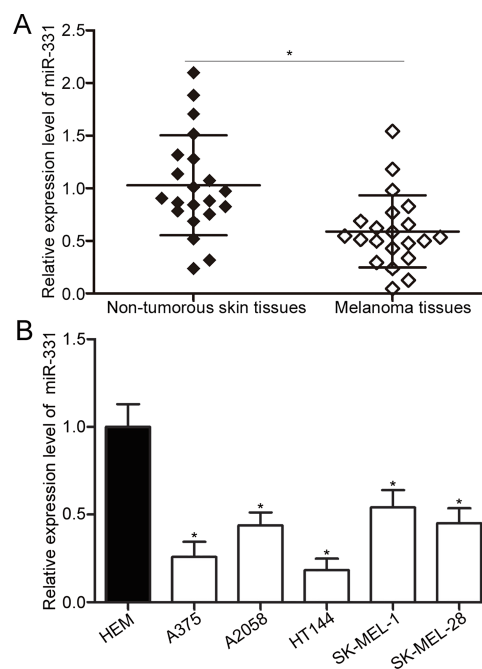 A
Relative expression level of miR-331
2.5
2.0
1.5
1.0
0.5
0.0
*
Non-tumorous skin tissues
Melanoma tissues
B
Relative expression level of miR-331
1.5
1.0
0.5
0.0
*
*
*
*
*
HEM
A375
A2058
HT144
SK-MEL-1
SK-MEL-28